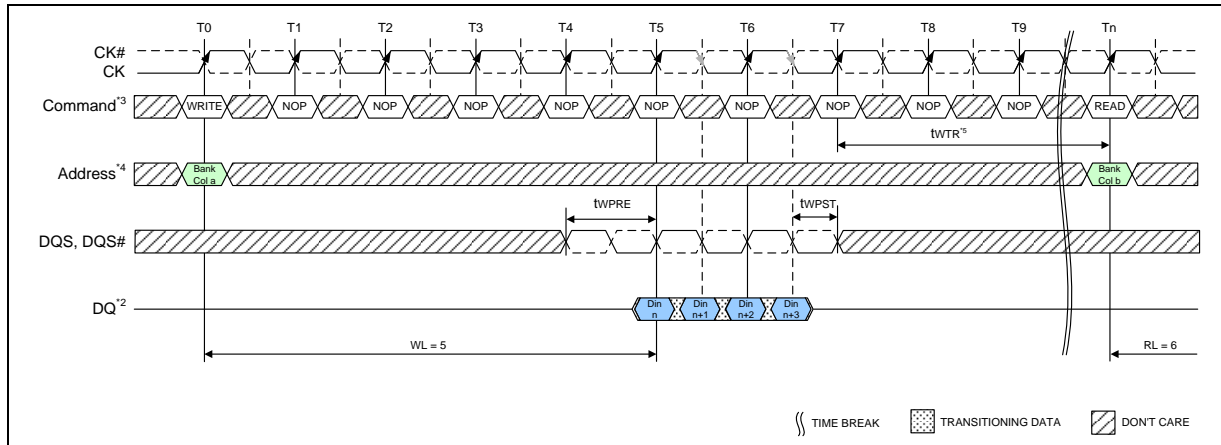 T0 T1 T2 T3 T4 T5 T6 T7 T8 T9 Tn
CK#
CK
Command*3 WRITE NOP NOP NOP NOP NOP NOP NOP NOP NOP READ
tWTR*5
Address*4 Bank Col a Bank Col b
tWPRE tWPST
DQS, DQS#
DQ*2 Din n Din n+1 Din n+2 Din n+3
WL = 5 RL = 6
TIME BREAK TRANSITIONING DATA DON'T CARE